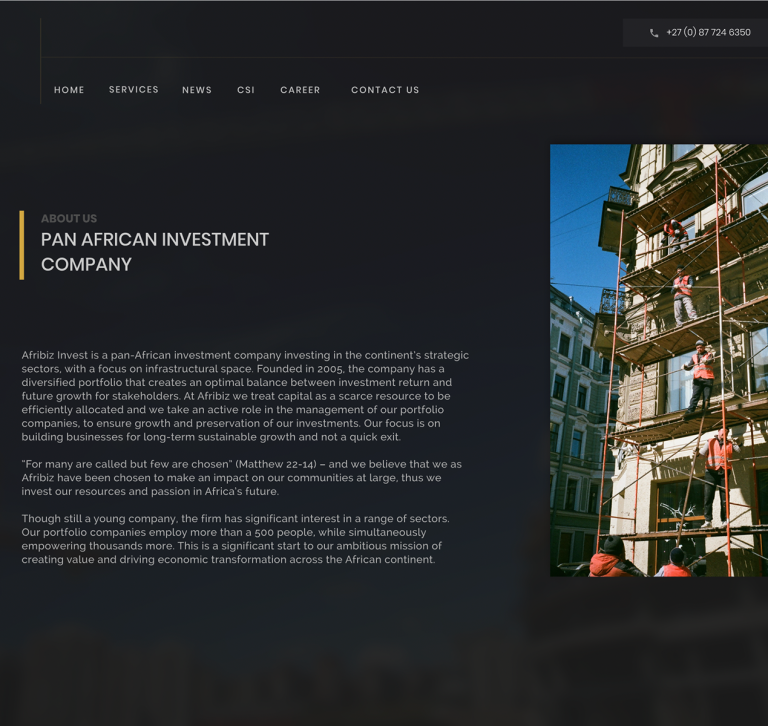 +27 (0) 87 724 6350
HOME SERVICES NEWS CSI CAREER CONTACT US
ABOUT US
PAN AFRICAN INVESTMENT
COMPANY
Afribiz Invest is a pan-African investment company investing in the continent's strategic
sectors, with a focus on infrastructural space. Founded in 2005, the company has a
diversified portfolio that creates an optimal balance between investment return and
future growth for stakeholders. At Afribiz we treat capital as a scarce resource to be
efficiently allocated and we take an active role in the management of our portfolio
companies, to ensure growth and preservation of our investments. Our focus is on
building businesses for long-term sustainable growth and not a quick exit.
"For many are called but few are chosen" (Matthew 22-14) – and we believe that we as
Afribiz have been chosen to make an impact on our communities at large, thus we
invest our resources and passion in Africa's future.
Though still a young company, the firm has significant interest in a range of sectors.
Our portfolio companies employ more than a 500 people, while simultaneously
empowering thousands more. This is a significant start to our ambitious mission of
creating value and driving economic transformation across the African continent.